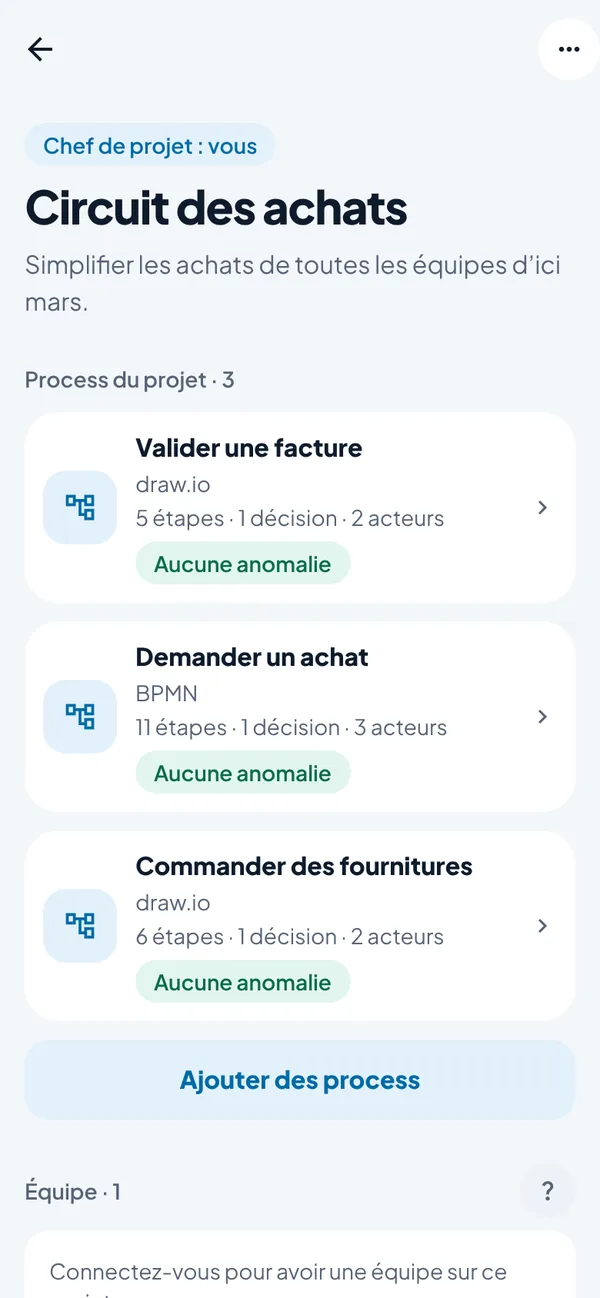 Chef de projet : vous
Circuit des achats
Simplifier les achats de toutes les équipes d’ici
mars.
Process du projet · 3
Valider une facture
draw.io
5 étapes · 1 décision · 2 acteurs
Aucune anomalie
Demander un achat
BPMN
11 étapes · 1 décision · 3 acteurs
Aucune anomalie
Commander des fournitures
draw.io
6 étapes · 1 décision · 2 acteurs
Aucune anomalie
Ajouter des process
Équipe · 1
?
Connectez-vous pour avoir une équipe sur ce